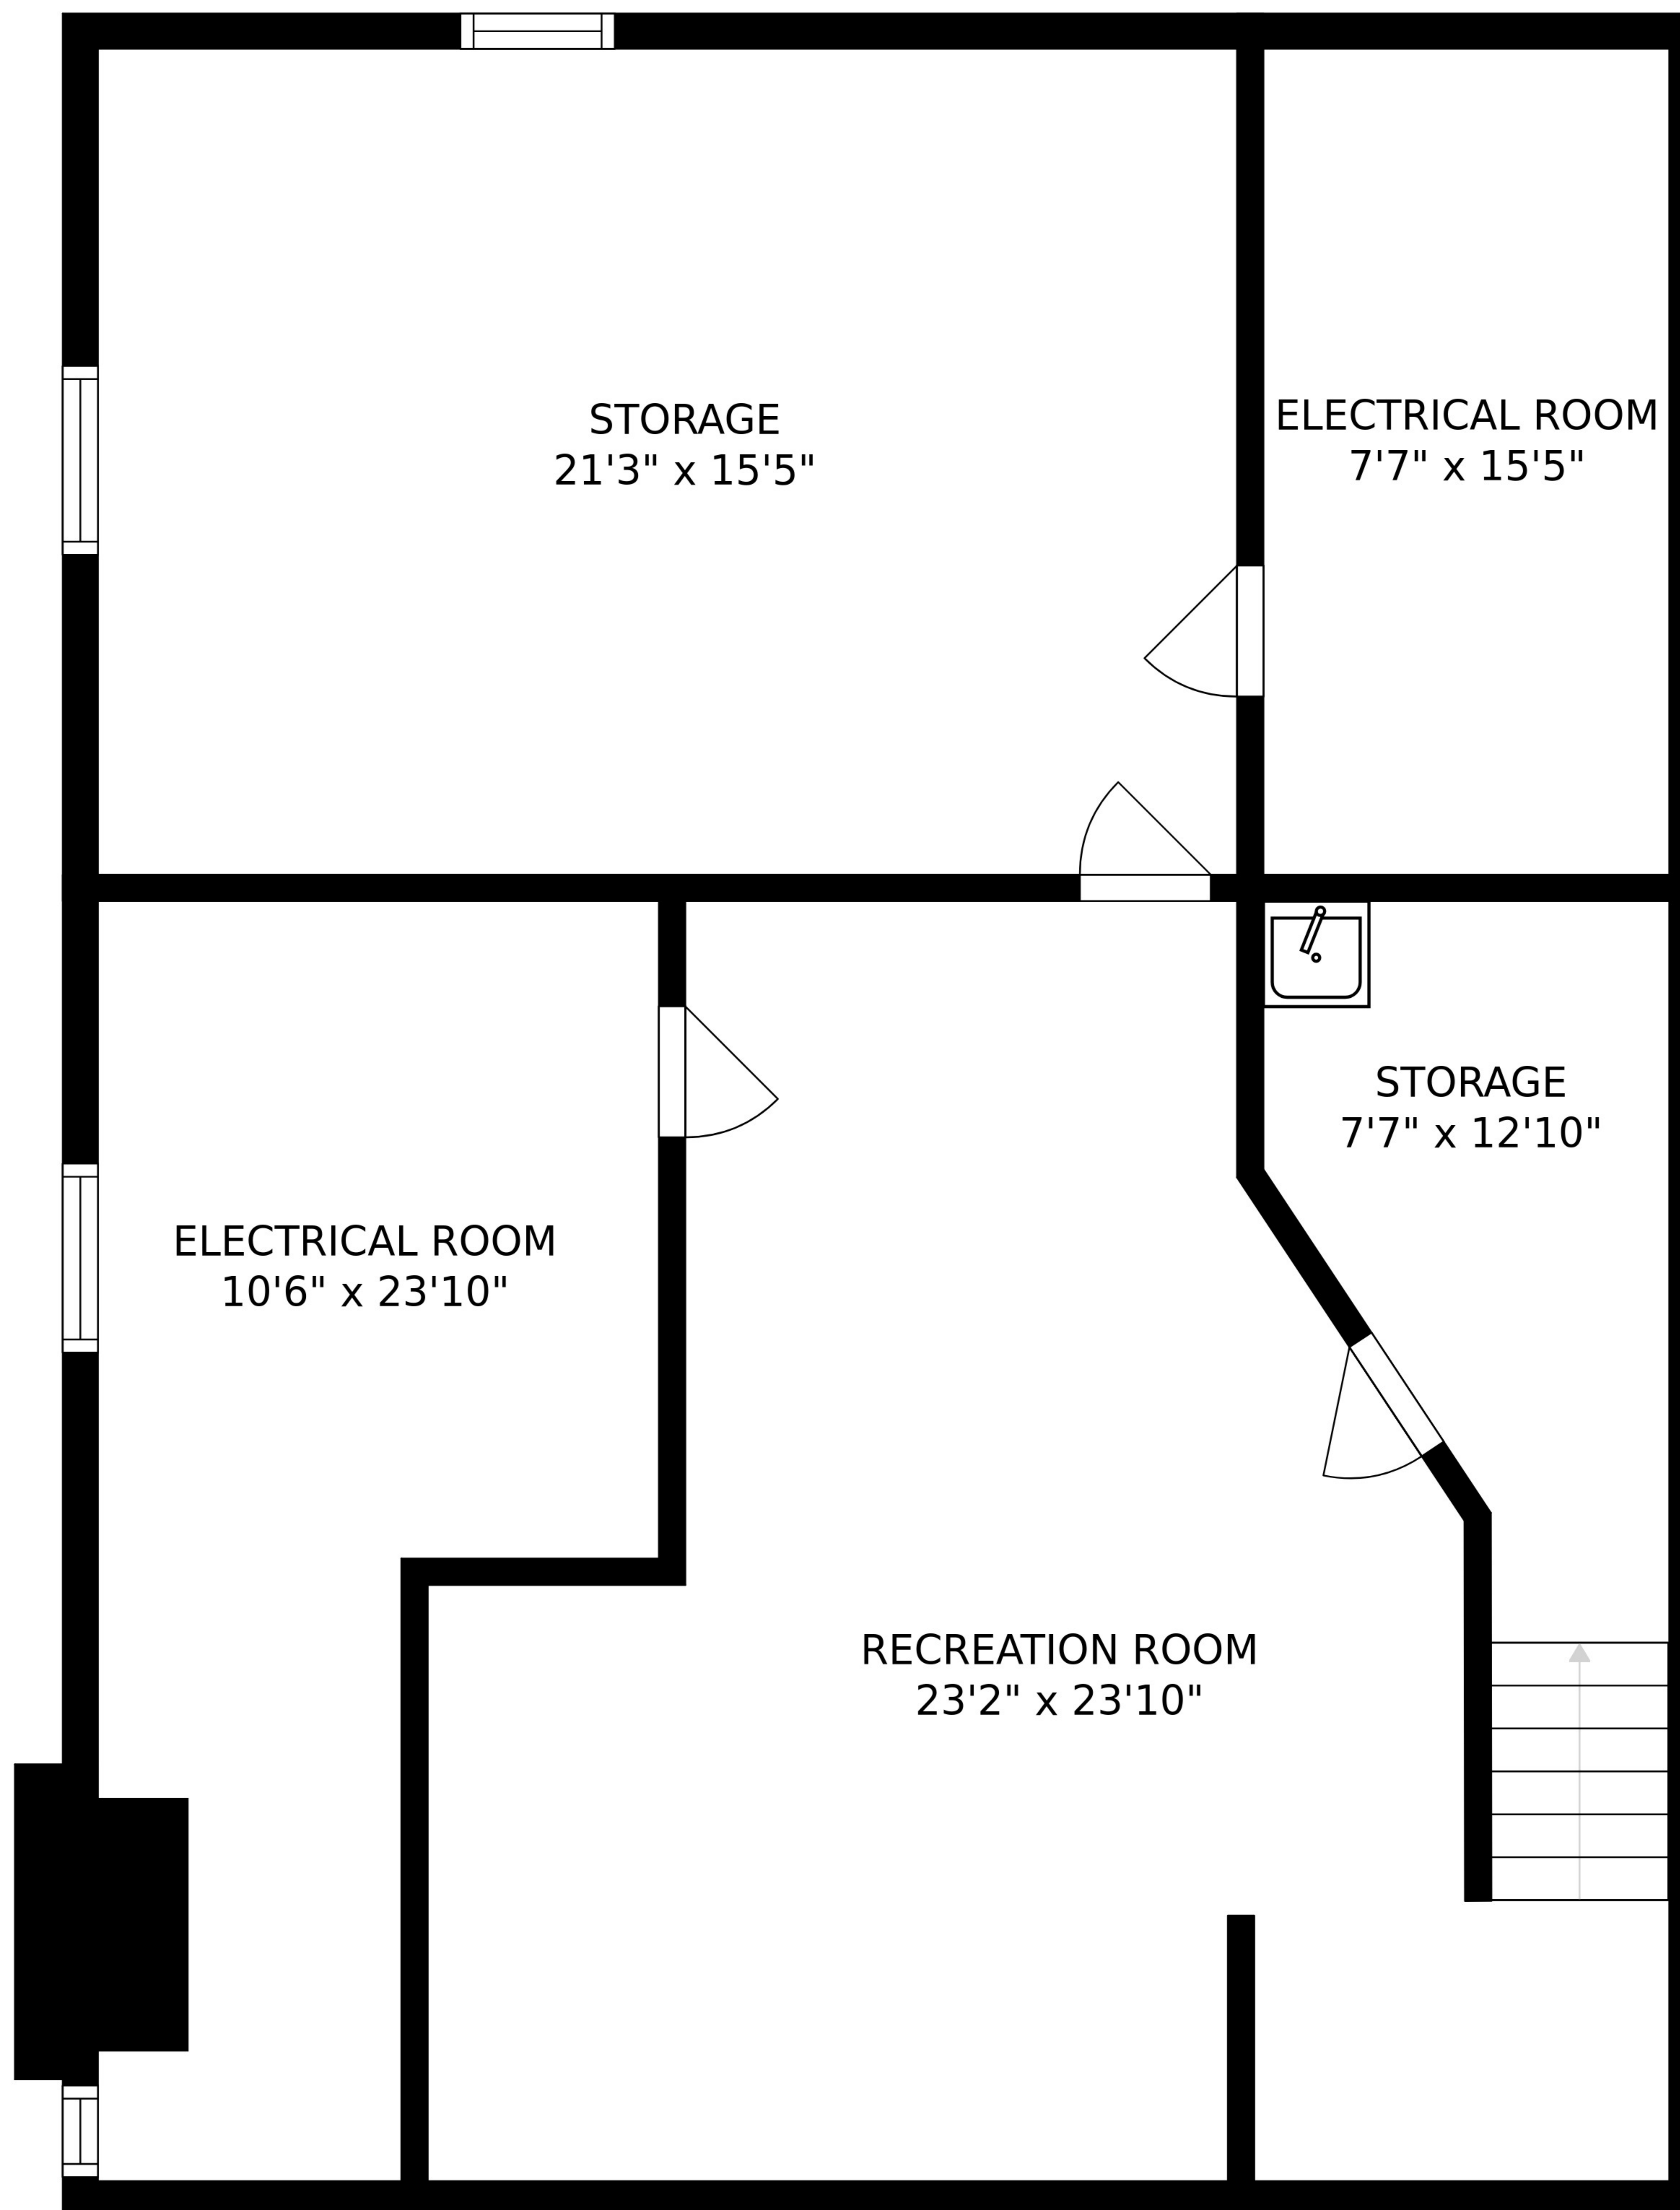 STORAGE
21'3" x 15'5"
ELECTRICAL ROOM
7'7" x 15'5"
STORAGE
7'7" x 12'10"
ELECTRICAL ROOM
10'6" x 23'10"
RECREATION ROOM
23'2" x 23'10"